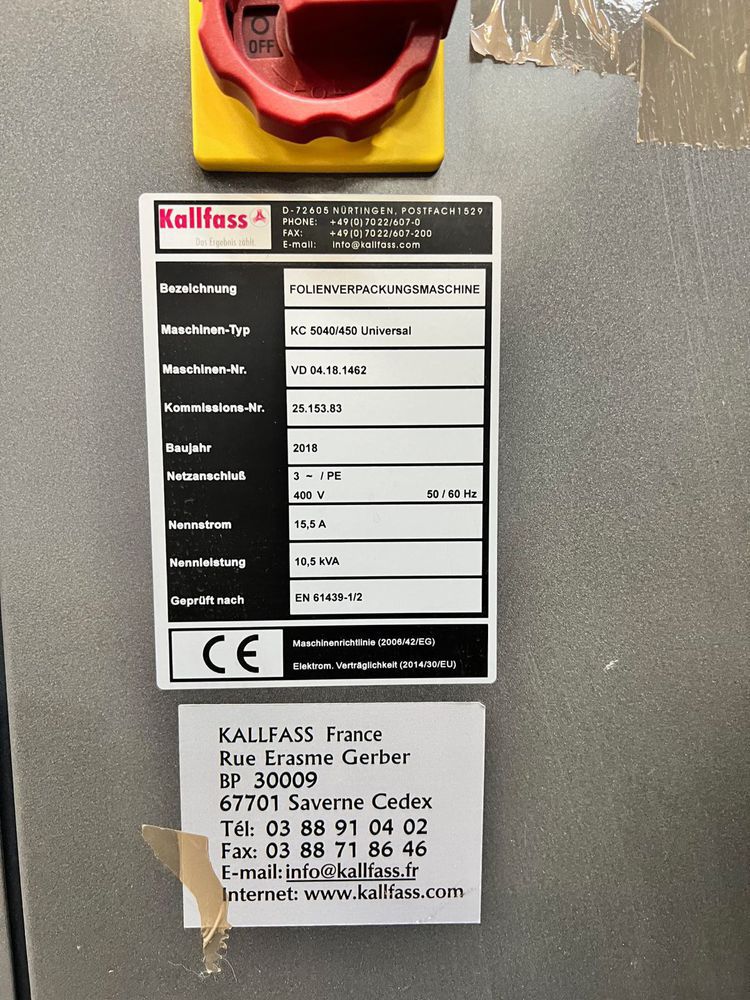 O
OFF
Kallfass
Das Ergebnis zählt.
D-72605 NÜRTINGEN, POSTFACH1529
PHONE: +49(0)7022/607-0
FAX: +49(0)7022/607-200
E-mail: info@kallfass.com
Bezeichnung FOLIENVERPACKUNGSMASCHINE
Maschinen-Typ KC 5040/450 Universal
Maschinen-Nr. VD 04.18.1462
Kommissions-Nr. 25.153.83
Baujahr 2018
Netzanschluß 3 ~ / PE
400 V 50 / 60 Hz
Nennstrom 15,5 A
Nennleistung 10,5 kVA
Geprüft nach EN 61439-1/2
CE Maschinenrichtlinie (2006/42/EG)
Elektrom. Verträglichkeit (2014/30/EU)
KALLFASS France
Rue Erasme Gerber
BP 30009
67701 Saverne Cedex
Tél: 03 88 91 04 02
Fax: 03 88 71 86 46
E-mail: info@kallfass.fr
Internet: www.kallfass.com